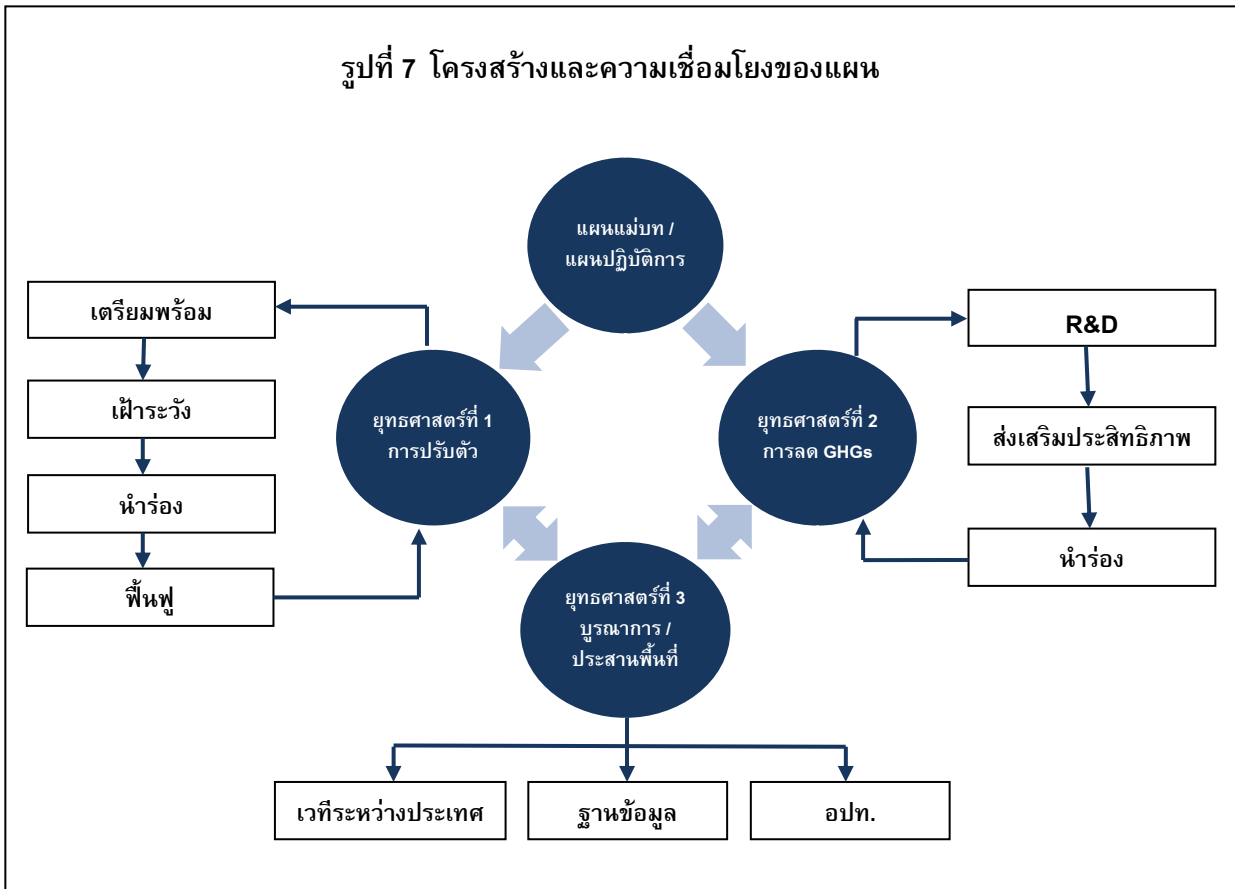 รูปที่ 7 โครงสร้างและความเชื่อมโยงของแผน
แผนแม่บท /
แผนปฏิบัติการ
เตรียมพร้อม
เฝ้าระวัง
นำร่อง
ฟื้นฟู
ยุทธศาสตร์ที่ 1
การปรับตัว
ยุทธศาสตร์ที่ 2
การลด GHGs
R&D
ส่งเสริมประสิทธิภาพ
นำร่อง
ยุทธศาสตร์ที่ 3
บูรณาการ /
ประสานพื้นที่
เวทีระหว่างประเทศ
ฐานข้อมูล
อปท.